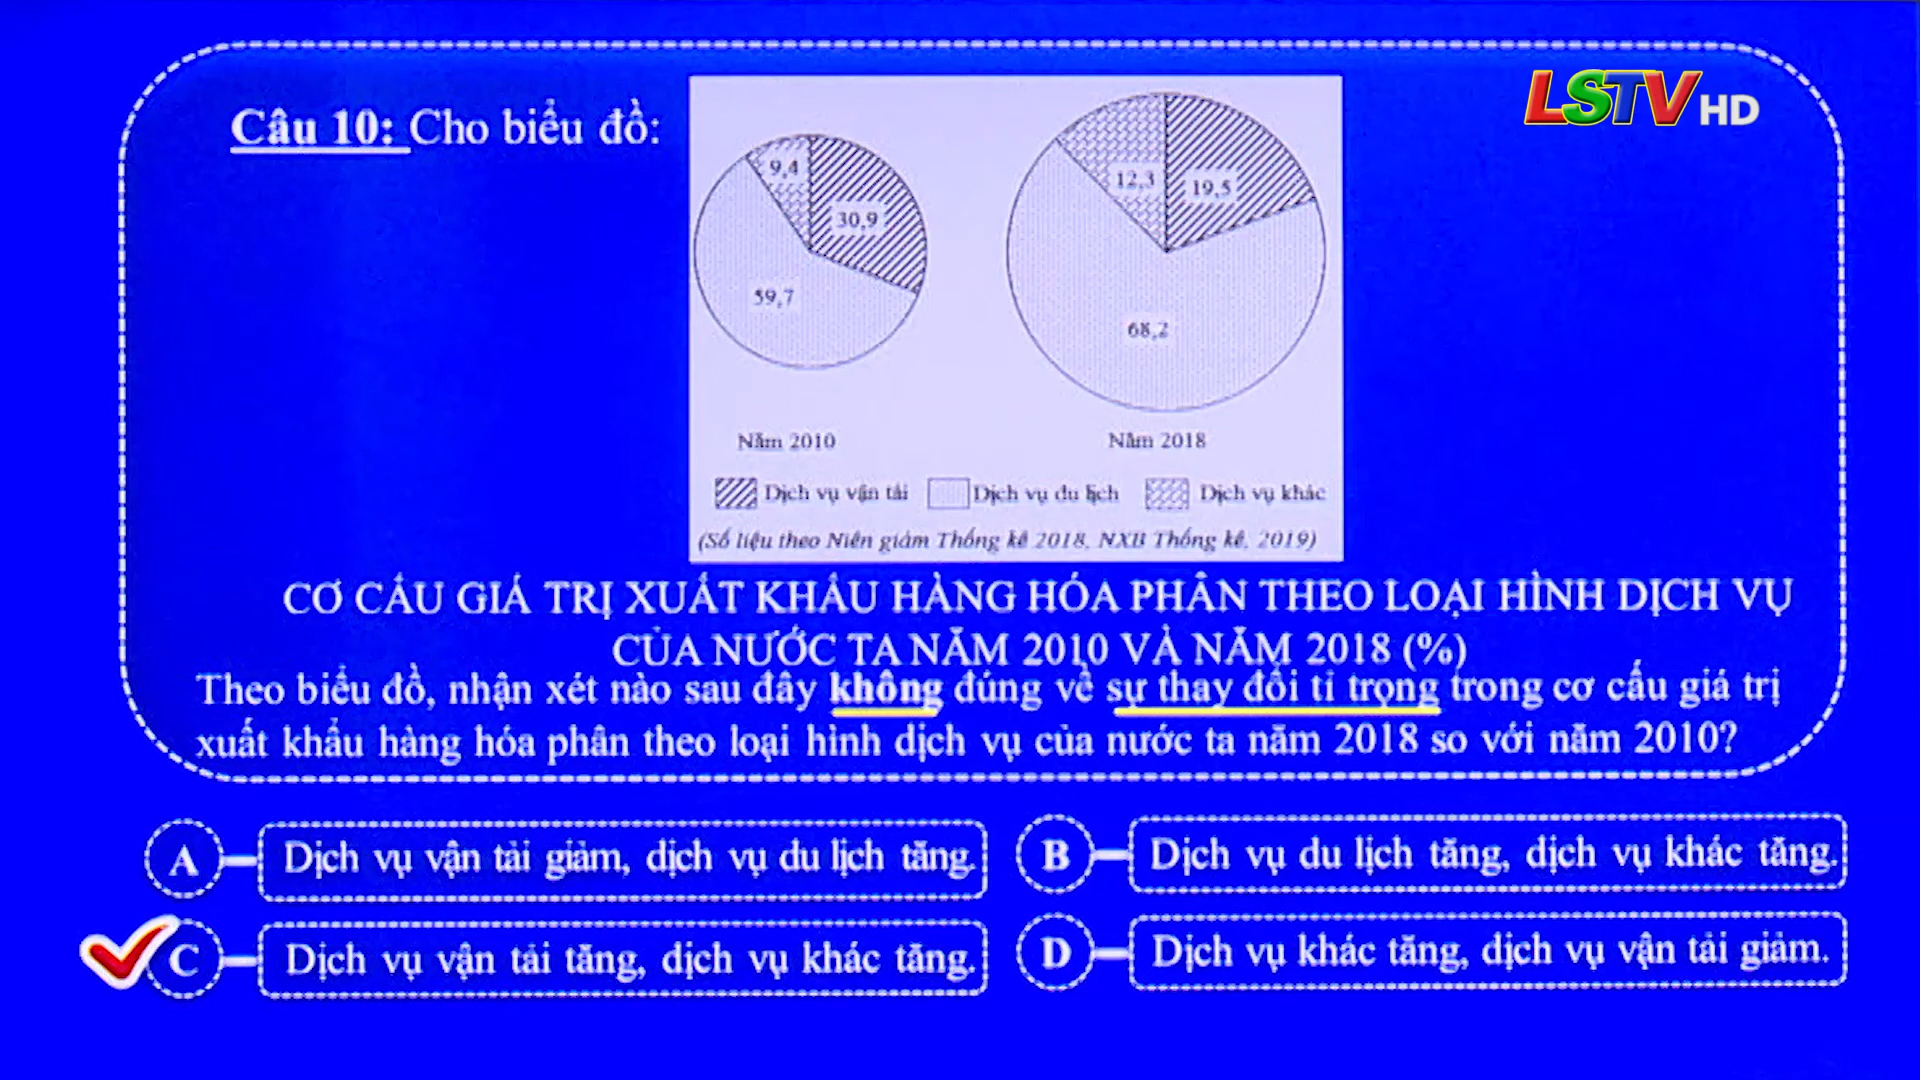 LSTV HD
Câu 10: Cho biểu đồ:
9,4
30,9
59,7
12,3
19,5
68,2
Năm 2010
Năm 2018
Dịch vụ vận tải
Dịch vụ du lịch
Dịch vụ khác
(Số liệu theo Niên giám Thống kê 2018, NXB Thống kê, 2019)
CƠ CẤU GIÁ TRỊ XUẤT KHẨU HÀNG HÓA PHÂN THEO LOẠI HÌNH DỊCH VỤ
CỦA NƯỚC TA NĂM 2010 VÀ NĂM 2018 (%)
Theo biểu đồ, nhận xét nào sau đây không đúng về sự thay đổi tỉ trọng trong cơ cấu giá trị
xuất khẩu hàng hóa phân theo loại hình dịch vụ của nước ta năm 2018 so với năm 2010?
A Dịch vụ vận tải giảm, dịch vụ du lịch tăng.
B Dịch vụ du lịch tăng, dịch vụ khác tăng.
C Dịch vụ vận tải tăng, dịch vụ khác tăng.
D Dịch vụ khác tăng, dịch vụ vận tải giảm.